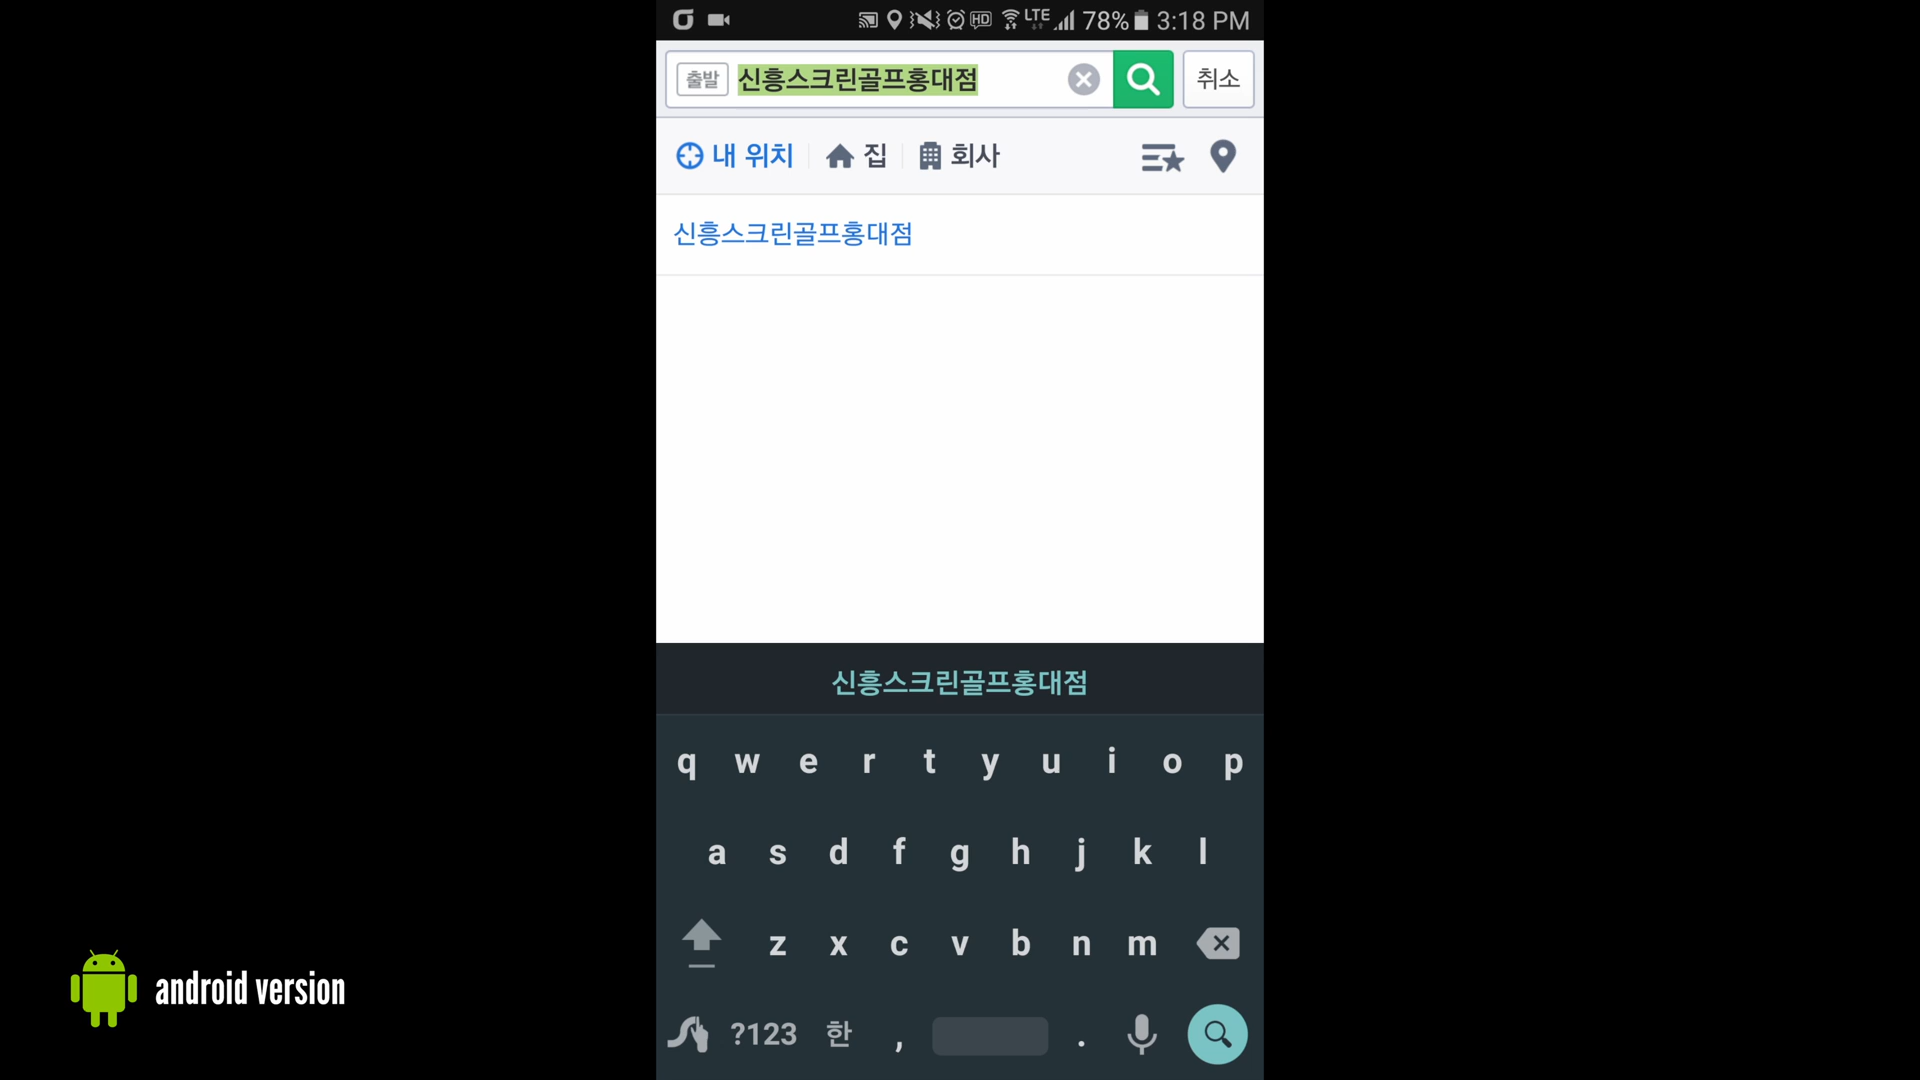 HD LTE 78% 3:18 PM
출발 신흥스크린골프홍대점 취소
내 위치 집 회사
신흥스크린골프홍대점
신흥스크린골프홍대점
q w e r t y u i o p
a s d f g h j k l
z x c v b n m
?123 한 , .
android version